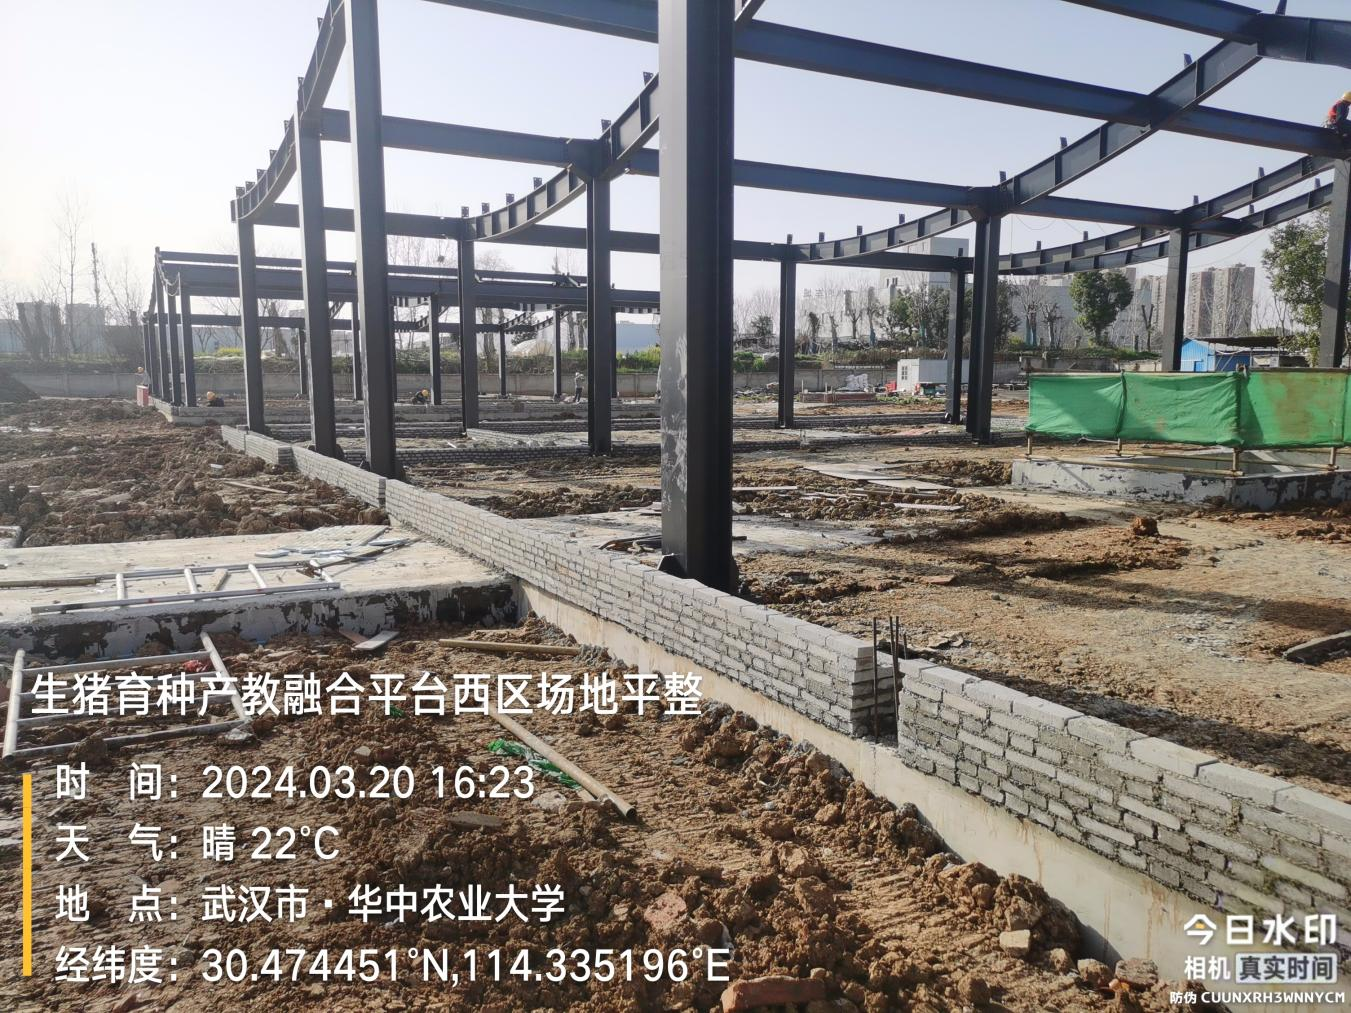 生猪育种产教融合平台西区场地平整
时 间：2024.03.20 16:23
天 气：晴 22℃
地 点：武汉市·华中农业大学
经纬度：30.474451°N,114.335196°E
今日水印
相机 真实时间
防伪 CUUNXRH3WNNYCM